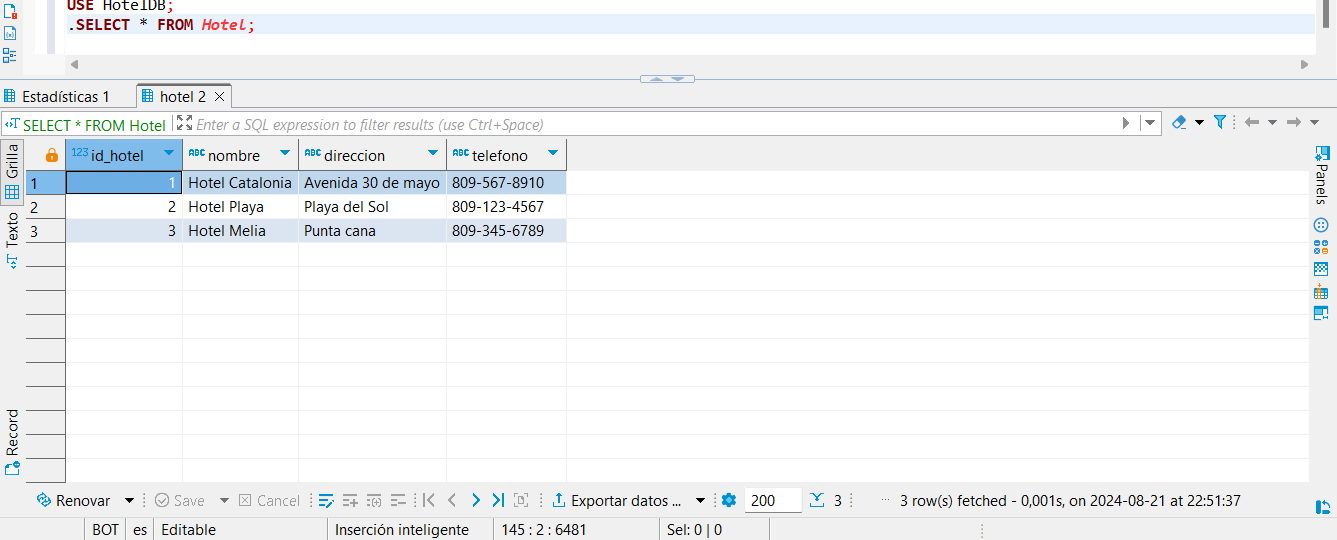 USE HotelDB;
.SELECT * FROM Hotel;
Estadísticas 1
hotel 2
SELECT * FROM Hotel
Enter a SQL expression to filter results (use Ctrl+Space)
Grilla
Texto
Record
Panels
123 id_hotel ABC nombre ABC direccion ABC telefono
1 1 Hotel Catalonia Avenida 30 de mayo 809-567-8910
2 2 Hotel Playa Playa del Sol 809-123-4567
3 3 Hotel Melia Punta cana 809-345-6789
Renovar Save Cancel Exportar datos ... 200 3 ... 3 row(s) fetched - 0,001s, on 2024-08-21 at 22:51:37
BOT es Editable Inserción inteligente 145 : 2 : 6481 Sel: 0 | 0